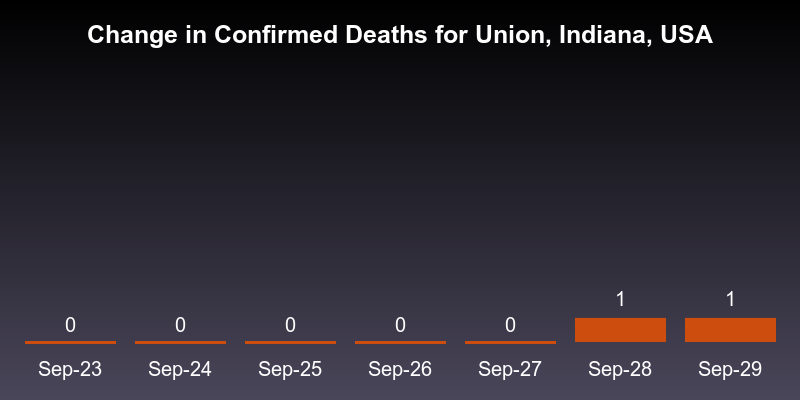 Change in Confirmed Deaths for Union, Indiana, USA
0 0 0 0 0 1 1
Sep-23 Sep-24 Sep-25 Sep-26 Sep-27 Sep-28 Sep-29